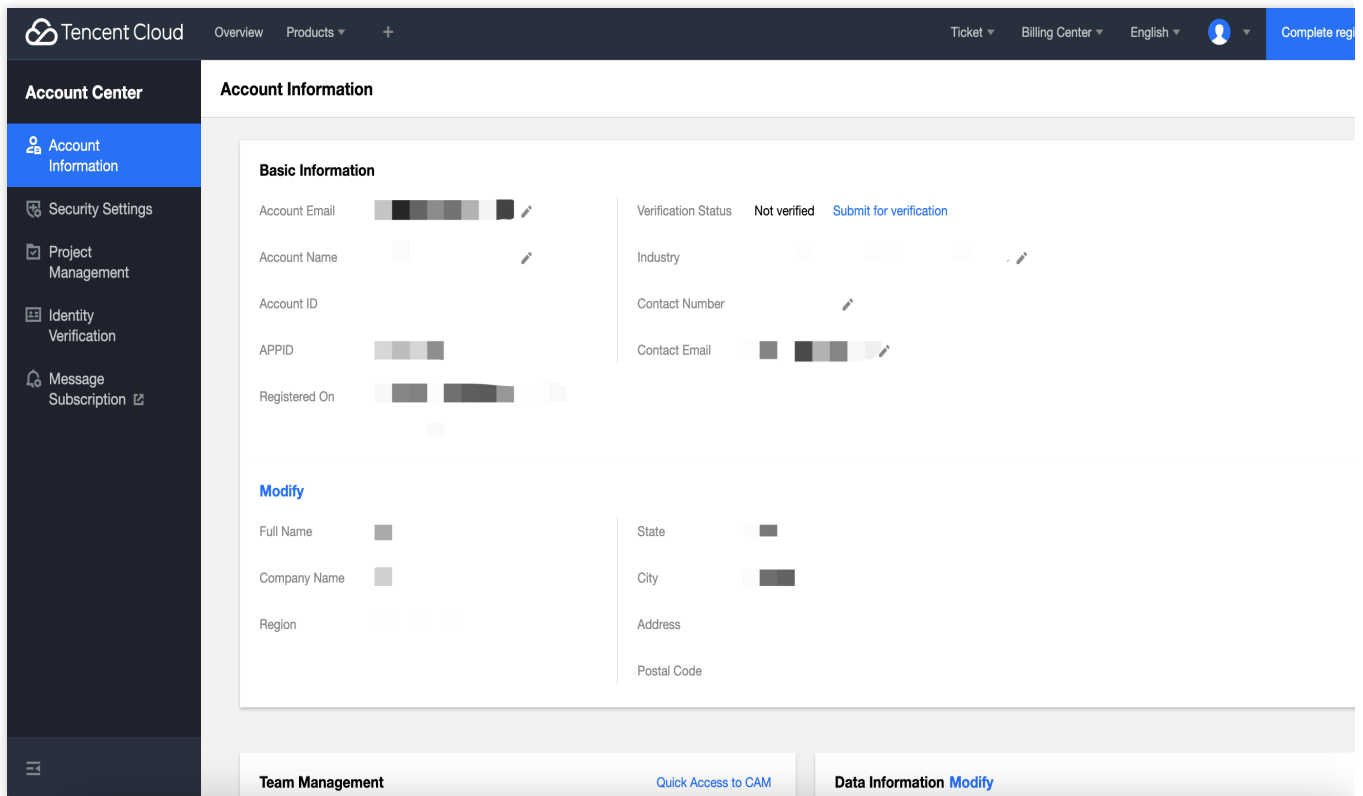 Tencent Cloud
Overview
Products
Ticket
Billing Center
English
Complete regi
Account Center
Account Information
Account
Information
Security Settings
Project
Management
Identity
Verification
Message
Subscription
Basic Information
Account Email
Account Name
Account ID
APPID
Registered On
Verification Status Not verified Submit for verification
Industry
Contact Number
Contact Email
Modify
Full Name
Company Name
Region
State
City
Address
Postal Code
Team Management Quick Access to CAM
Data Information Modify